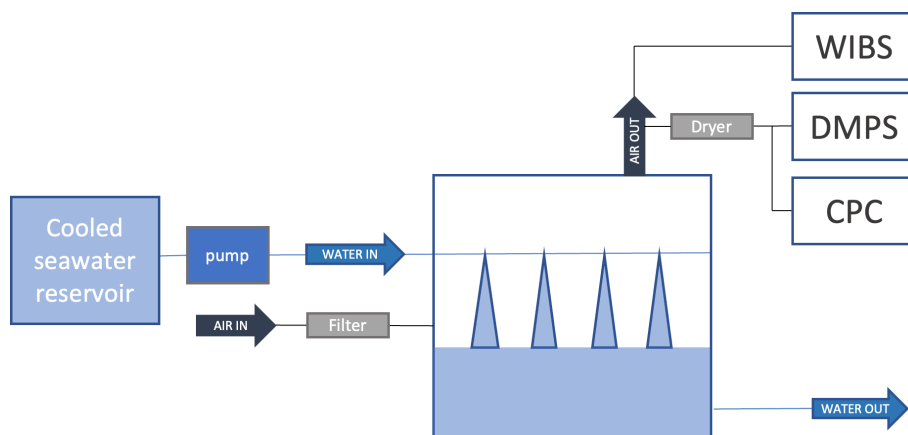 WIBS
AIR OUT
Dryer
DMPS
CPC
Cooled
seawater
reservoir
pump
WATER IN
AIR IN
Filter
WATER OUT